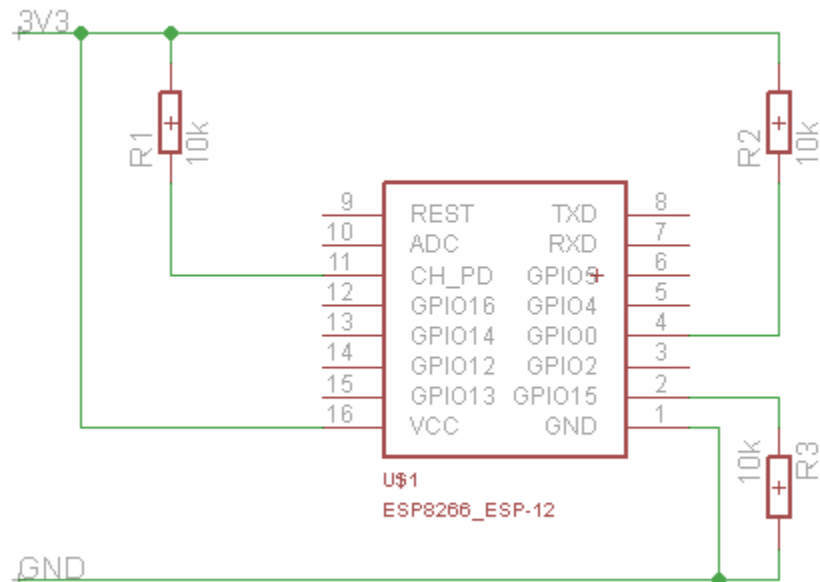 3V3
R1
10k
R2
10k
9 REST TXD 8
10 ADC RXD 7
11 CH_PD GPIO5 6
12 GPIO16 GPIO4 5
13 GPIO14 GPIO0 4
14 GPIO12 GPIO2 3
15 GPIO13 GPIO15 2
16 VCC GND 1
U$1
ESP8266_ESP-12
10k
R3
GND